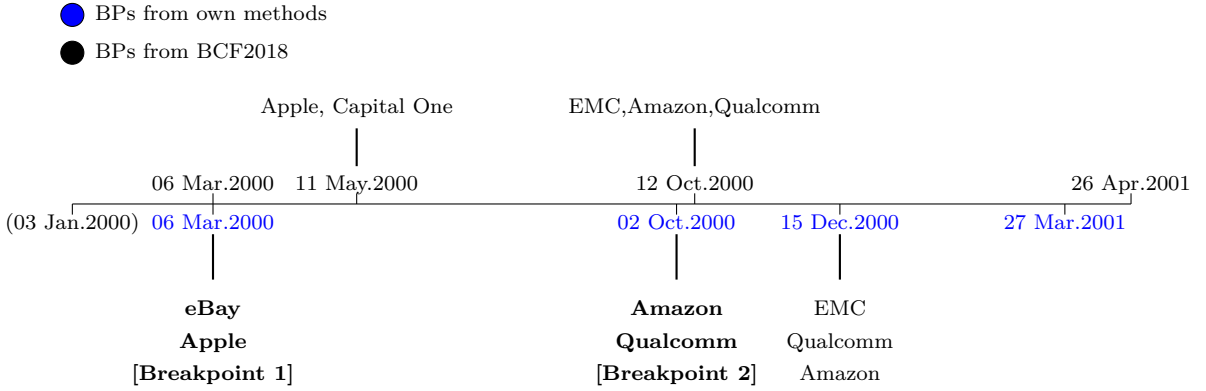 BPs from own methods
BPs from BCF2018
Apple, Capital One EMC,Amazon,Qualcomm
06 Mar.2000 11 May.2000 12 Oct.2000 26 Apr.2001
(03 Jan.2000) 06 Mar.2000 02 Oct.2000 15 Dec.2000 27 Mar.2001
eBay Amazon EMC
Apple Qualcomm Qualcomm
[Breakpoint 1] [Breakpoint 2] Amazon